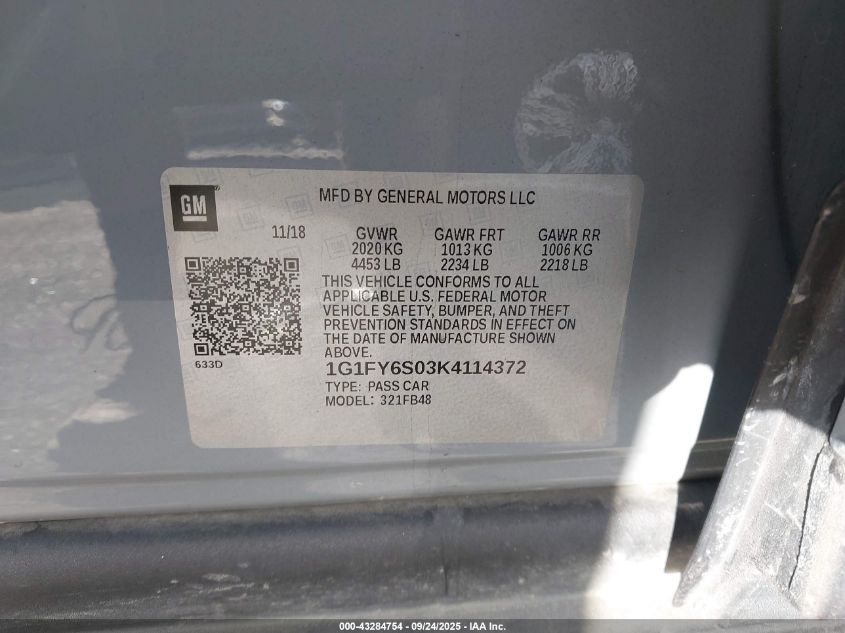 GM
MFD BY GENERAL MOTORS LLC
11/18 GVWR GAWR FRT GAWR RR
2020 KG 1013 KG 1006 KG
4453 LB 2234 LB 2218 LB
THIS VEHICLE CONFORMS TO ALL
APPLICABLE U.S. FEDERAL MOTOR
VEHICLE SAFETY, BUMPER, AND THEFT
PREVENTION STANDARDS IN EFFECT ON
THE DATE OF MANUFACTURE SHOWN
ABOVE.
633D
1G1FY6S03K4114372
TYPE: PASS CAR
MODEL: 321FB48
000-43284754 - 09/24/2025 - IAA Inc.